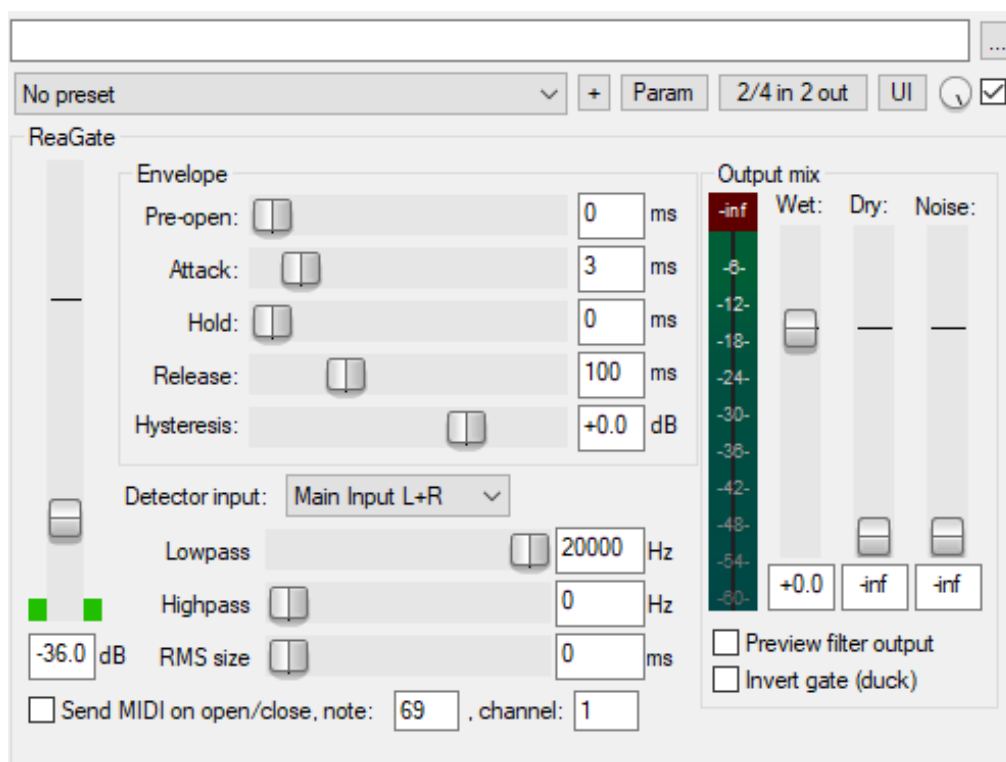 ...
No preset + Param 2/4 in 2 out UI
ReaGate
Envelope
Pre-open: 0 ms
Attack: 3 ms
Hold: 0 ms
Release: 100 ms
Hysteresis: +0.0 dB
Detector input: Main Input L+R
Lowpass 20000 Hz
Highpass 0 Hz
RMS size 0 ms
-36.0 dB
Send MIDI on open/close, note: 69 , channel: 1
Output mix
Wet: Dry: Noise:
-inf
-6-
-12-
-18-
-24-
-30-
-36-
-42-
-48-
-54-
-60-
+0.0 -inf -inf
Preview filter output
Invert gate (duck)